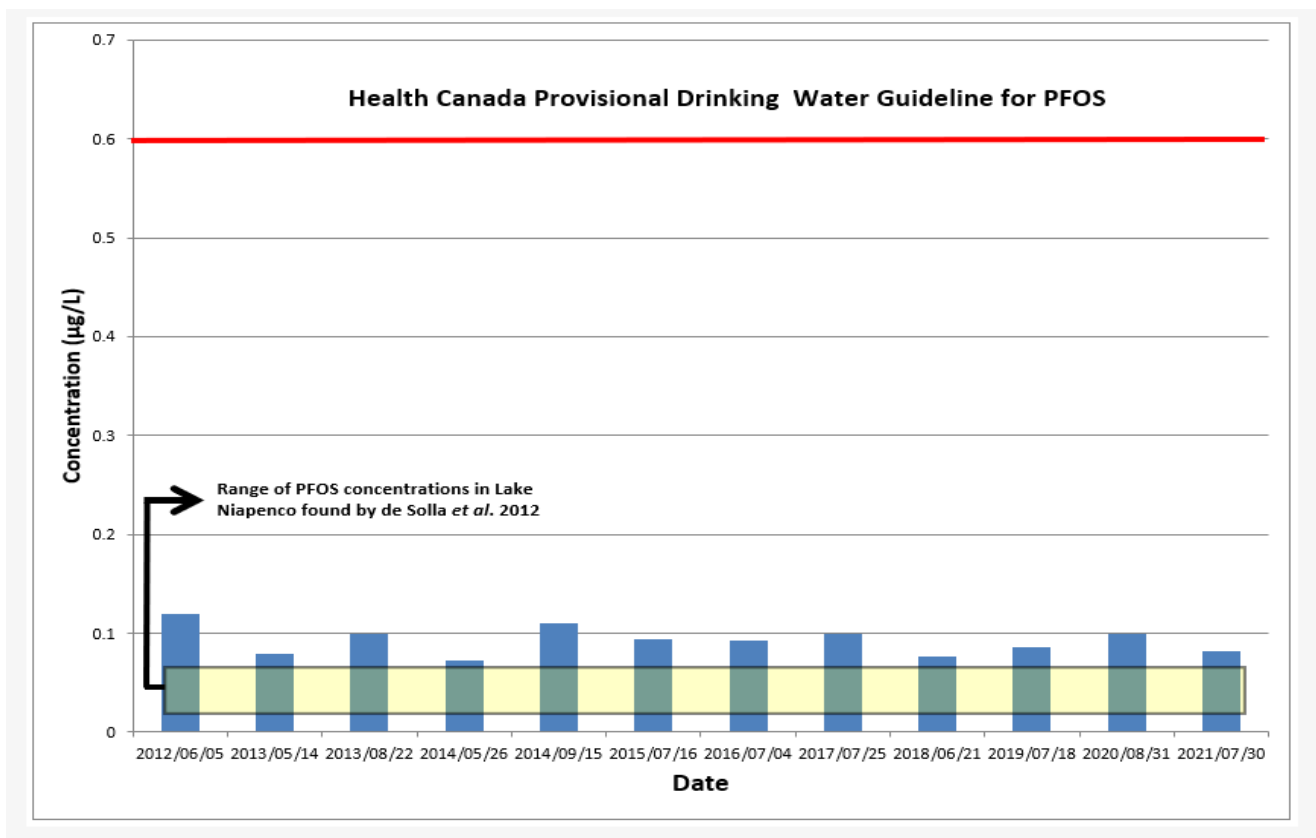 0.7
Health Canada Provisional Drinking Water Guideline for PFOS
0.6
0.5
0.4
Concentration (µg/L)
0.3
Range of PFOS concentrations in Lake
Niapenco found by de Solla et al. 2012
0.2
0.1
0
2012/06/05 2013/05/14 2013/08/22 2014/05/26 2014/09/15 2015/07/16 2016/07/04 2017/07/25 2018/06/21 2019/07/18 2020/08/31 2021/07/30
Date